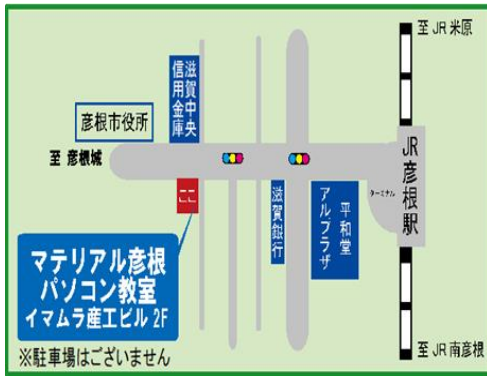 至 JR 米原
滋賀中央
信用金庫
彦根市役所
至 彦根城
JR彦根駅
ターミナル
ここ
滋賀銀行
平和堂
アルプラザ
マテリアル彦根
パソコン教室
イマムラ産工ビル 2F
※駐車場はございません
至 JR 南彦根